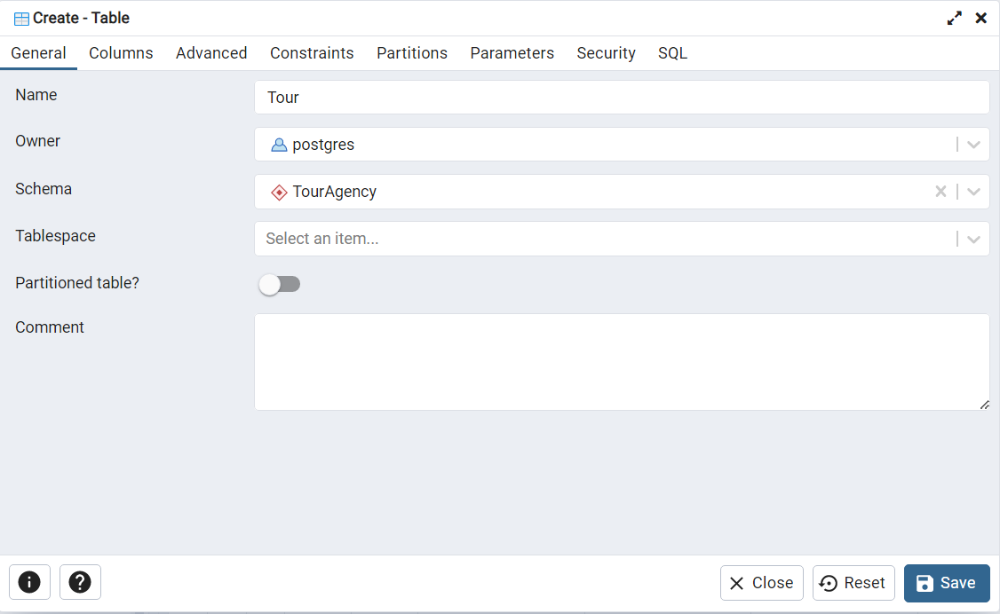 Create - Table
General Columns Advanced Constraints Partitions Parameters Security SQL
Name Tour
Owner postgres
Schema TourAgency
Tablespace Select an item...
Partitioned table?
Comment
Close Reset Save